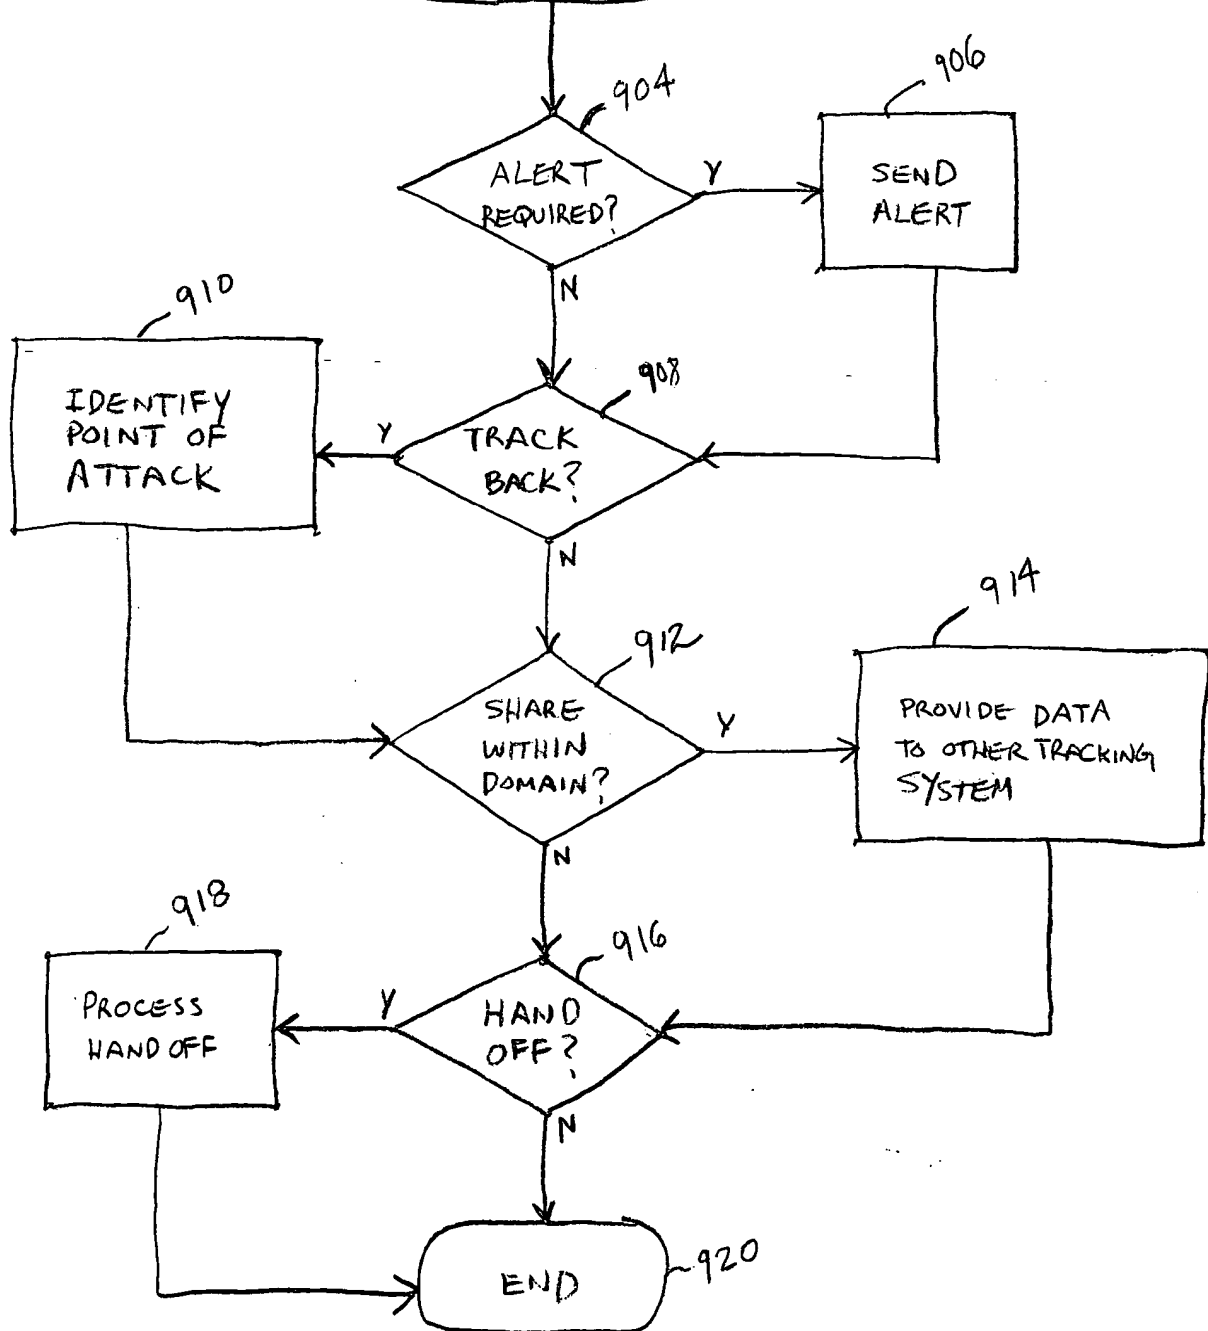 904
906
ALERT
REQUIRED?
Y
SEND
ALERT
N
910
908
IDENTIFY
POINT OF
ATTACK
Y
TRACK
BACK?
N
912
914
SHARE
WITHIN
DOMAIN?
Y
PROVIDE DATA
TO OTHER TRACKING
SYSTEM
N
918
916
PROCESS
HAND OFF
Y
HAND
OFF?
N
END
920